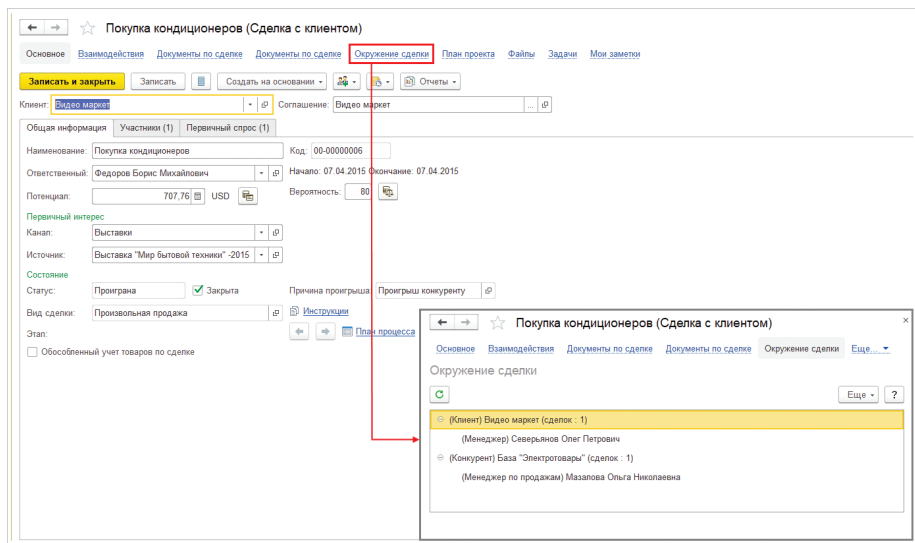 Покупка кондиционеров (Сделка с клиентом)
Основное Взаимодействия Документы по сделке Документы по сделке Окружение сделки План проекта Файлы Задачи Мои заметки
Записать и закрыть Записать Создать на основании Отчеты
Клиент: Видео маркет Соглашение: Видео маркет ...
Общая информация Участники (1) Первичный спрос (1)
Наименование: Покупка кондиционеров Код: 00-00000006
Ответственный: Федоров Борис Михайлович Начало: 07.04.2015 Окончание: 07.04.2015
Потенциал: 707,76 USD Вероятность: 80
Первичный интерес
Канал: Выставки
Источник: Выставка "Мир бытовой техники" -2015
Состояние
Статус: Проиграна Закрыта Причина проигрыша: Проигрыш конкуренту
Вид сделки: Произвольная продажа Инструкции
Этап: План процесса
Обособленный учет товаров по сделке
Покупка кондиционеров (Сделка с клиентом) ×
Основное Взаимодействия Документы по сделке Документы по сделке Окружение сделки Еще...
Окружение сделки
Еще ?
(Клиент) Видео маркет (сделок : 1)
(Менеджер) Северьянов Олег Петрович
(Конкурент) База "Электротовары" (сделок : 1)
(Менеджер по продажам) Мазалова Ольга Николаевна